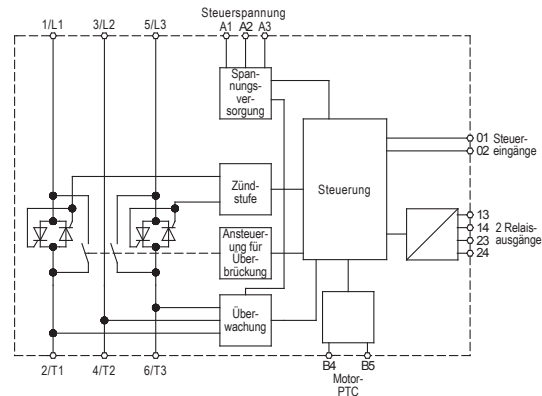 Steuerspannung
1/L1 3/L2 5/L3 A1 A2 A3
Span-
nungs-
ver-
sorgung
01 Steuer-
02 eingänge
Zünd-
stufe
Steuerung
13
14 2 Relais-
23 ausgänge
24
Ansteuer-
ung für
Über-
brückung
Über-
wachung
2/T1 4/T2 6/T3 B4 B5
Motor-
PTC